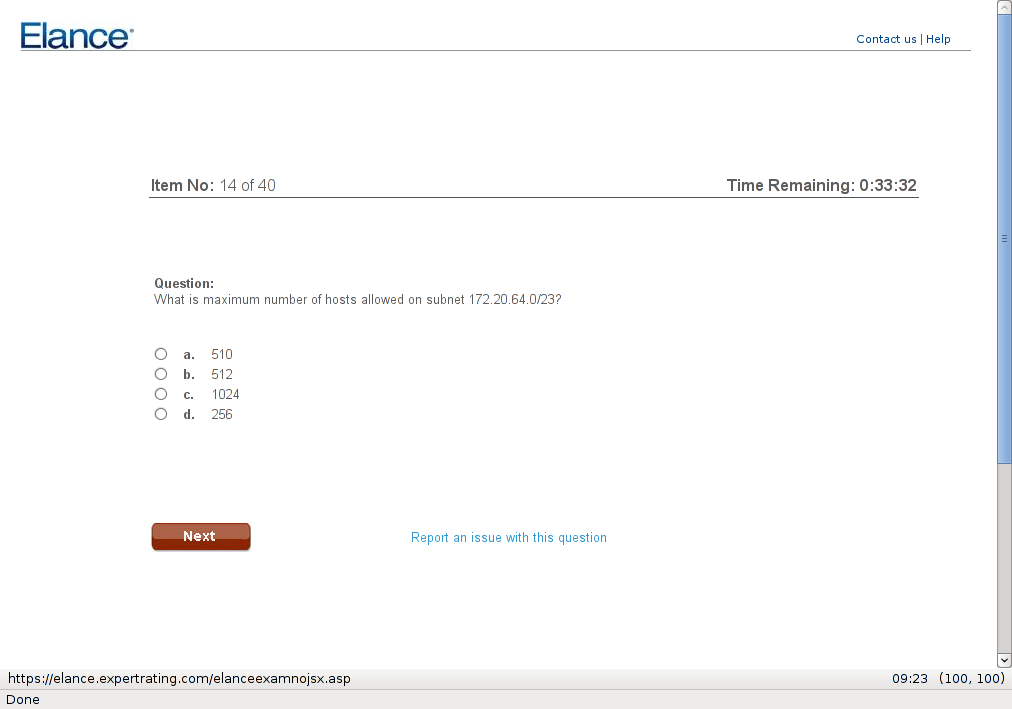 Elance
Contact us | Help
Item No: 14 of 40
Time Remaining: 0:33:32
Question:
What is maximum number of hosts allowed on subnet 172.20.64.0/23?
a. 510
b. 512
c. 1024
d. 256
Next
Report an issue with this question
https://elance.expertrating.com/elanceexamnojsx.asp
09:23 (100, 100)
Done